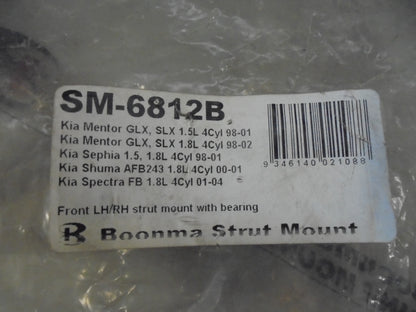 SM-6812B
Kia Mentor GLX, SLX 1.5L 4Cyl 98-01
Kia Mentor GLX, SLX 1.8L 4Cyl 98-02
Kia Sephia 1.5, 1.8L 4Cyl 98-01
Kia Shuma AFB243 1.8L 4Cyl 00-01
Kia Spectra FB 1.8L 4Cyl 01-04
9 346140 021088
Front LH/RH strut mount with bearing
Boonma Strut Mount